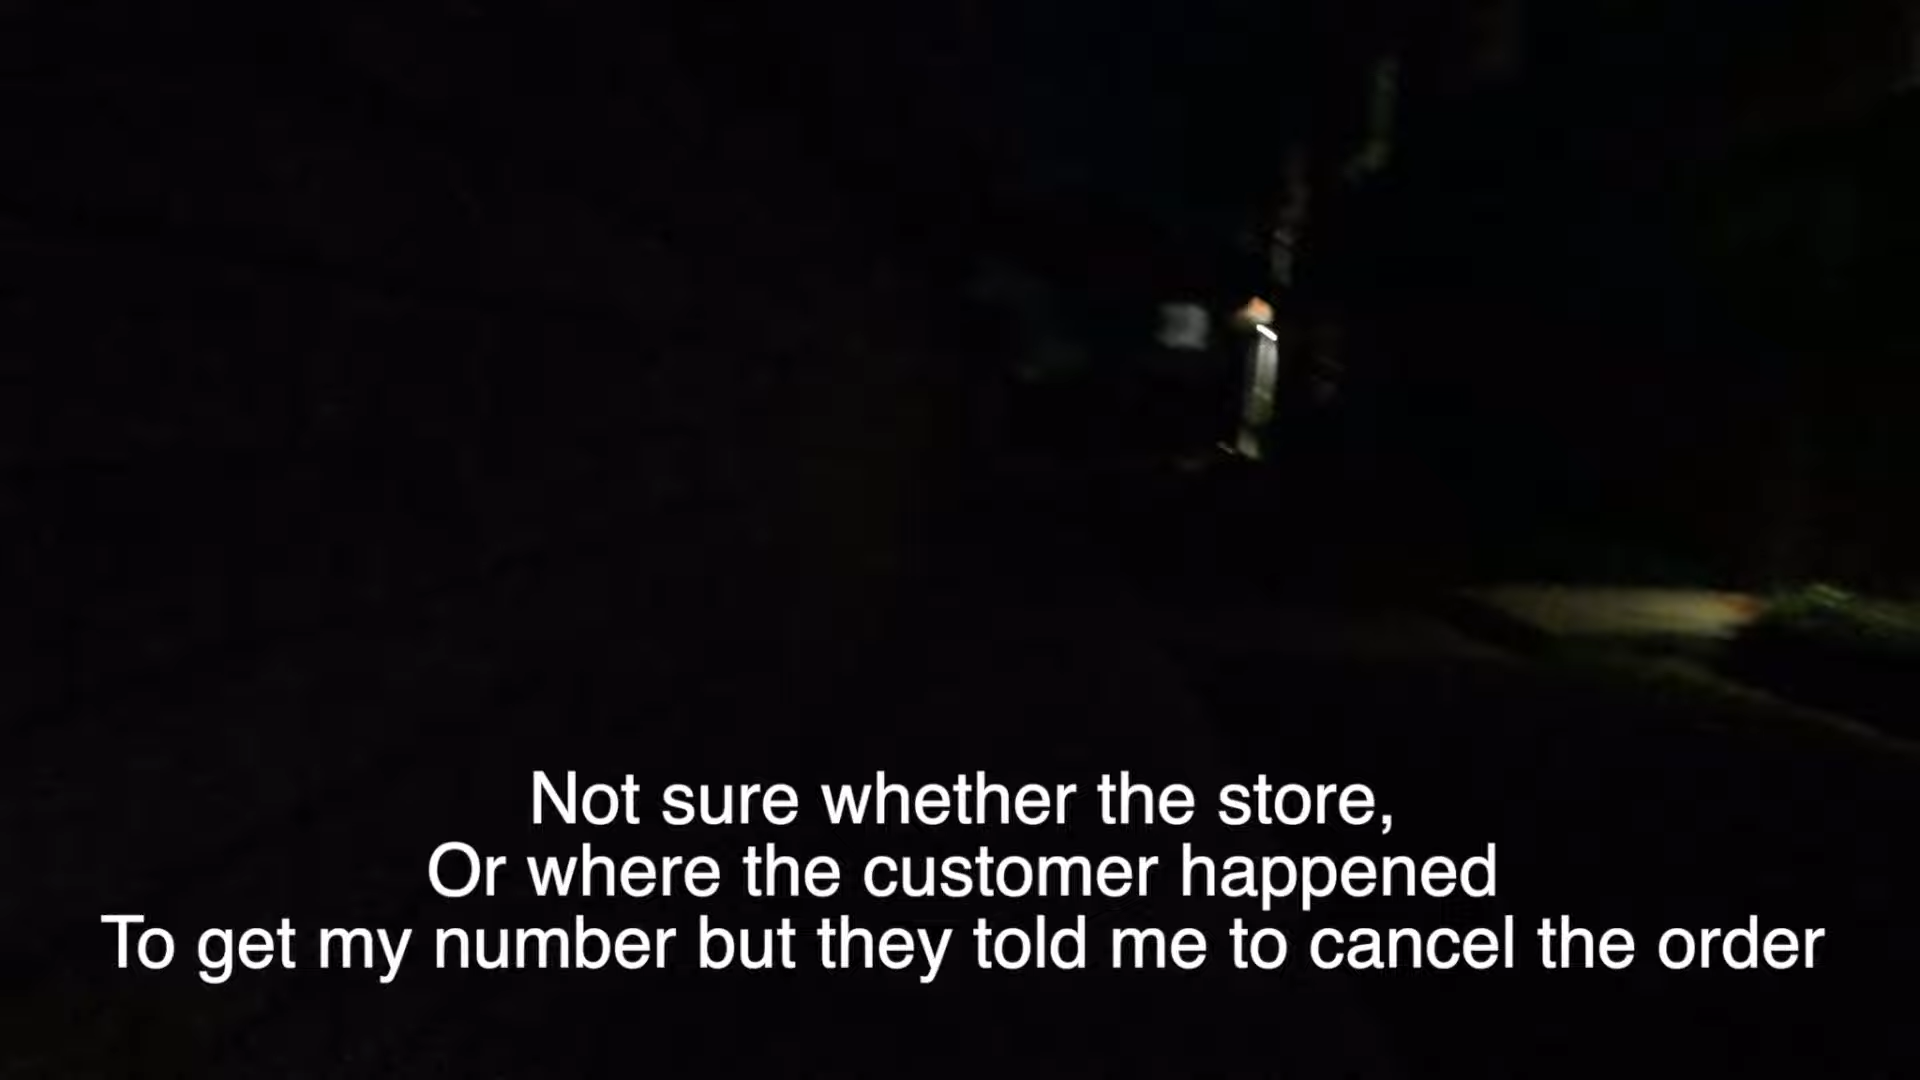 Not sure whether the store,
Or where the customer happened
To get my number but they told me to cancel the order